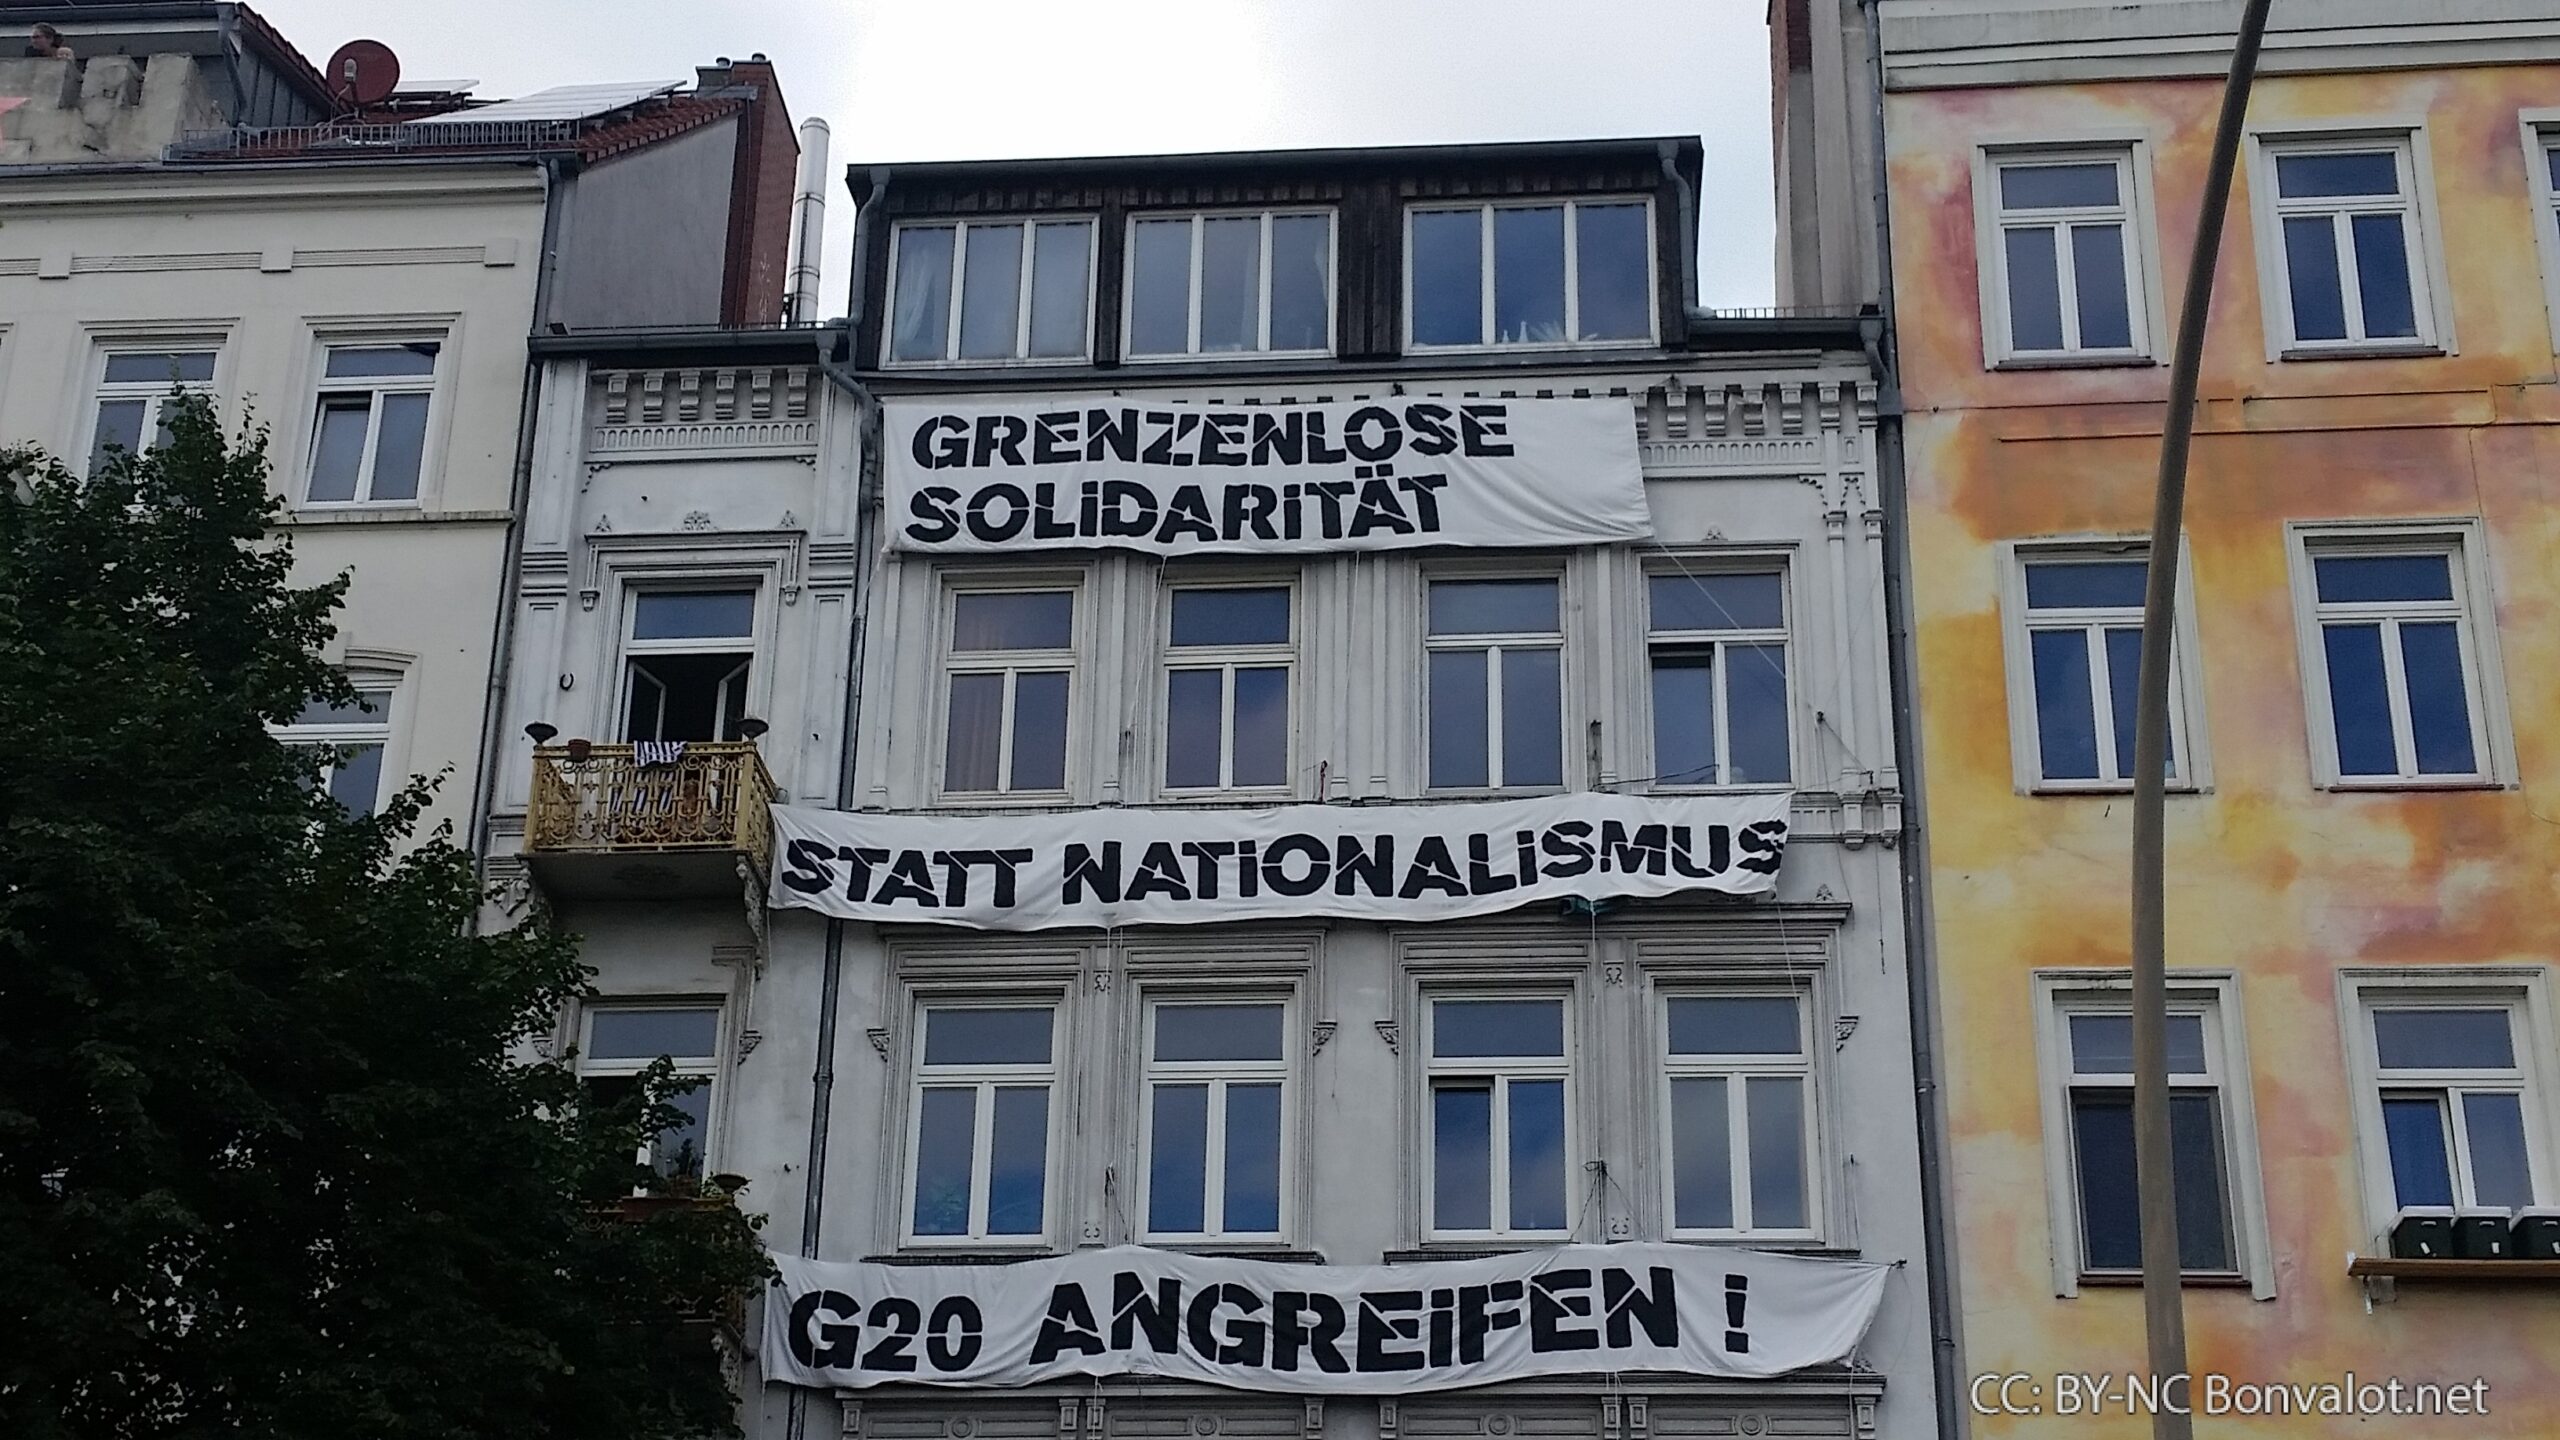 GRENZENLOSE
SOLiDARiTÄT
STATT NATiONALiSMUS
G20 ANGREiFEN !
CC: BY-NC Bonvalot.net